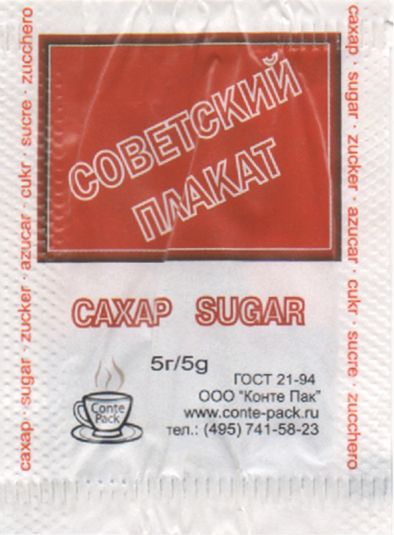 СОВЕТСКИЙ
ПЛАКАТ
САХАР SUGAR
5г/5g
ГОСТ 21-94
ООО "Конте Пак"
www.conte-pack.ru
тел.: (495) 741-58-23
Conte
Pack
сахар · sugar · zucker · azucar · cukr · sucre · zucchero
сахар · sugar · zucker · azucar · cukr · sucre · zucchero